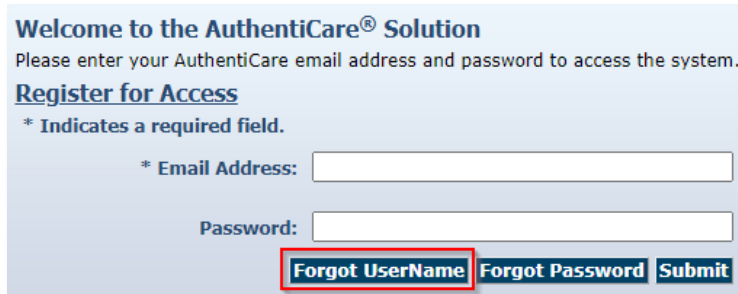 Welcome to the AuthentiCare® Solution
Please enter your AuthentiCare email address and password to access the system.
Register for Access
* Indicates a required field.
* Email Address:
Password:
Forgot UserName Forgot Password Submit